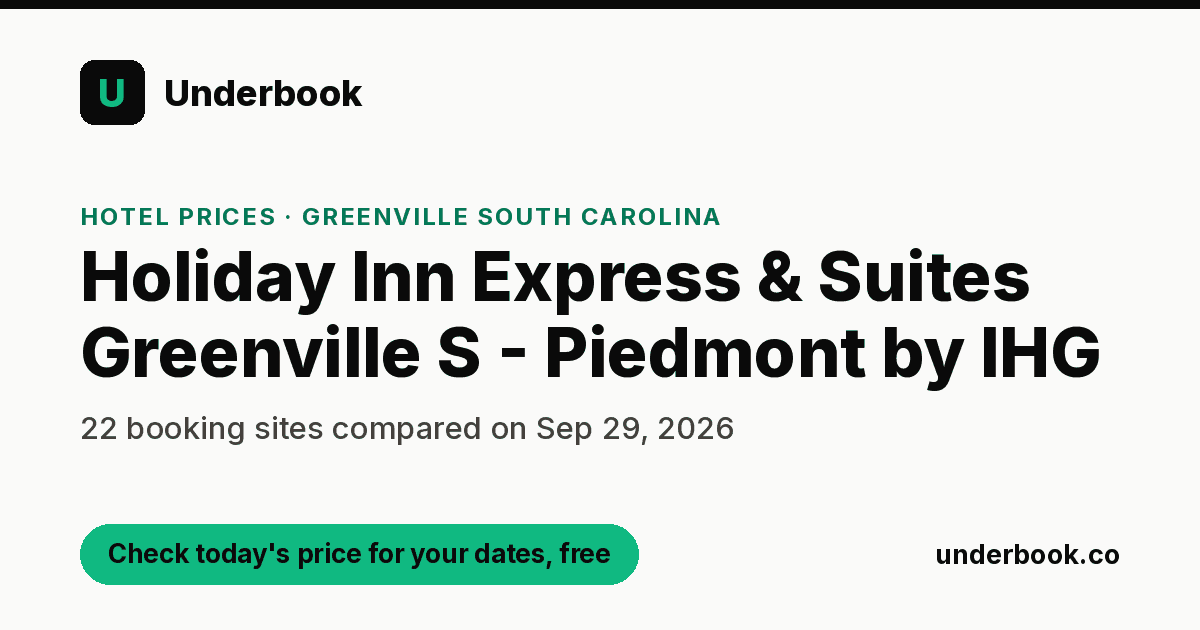 U Underbook
HOTEL PRICES · GREENVILLE SOUTH CAROLINA
Holiday Inn Express & Suites
Greenville S - Piedmont by IHG
22 booking sites compared on Sep 29, 2026
Check today's price for your dates, free
underbook.co